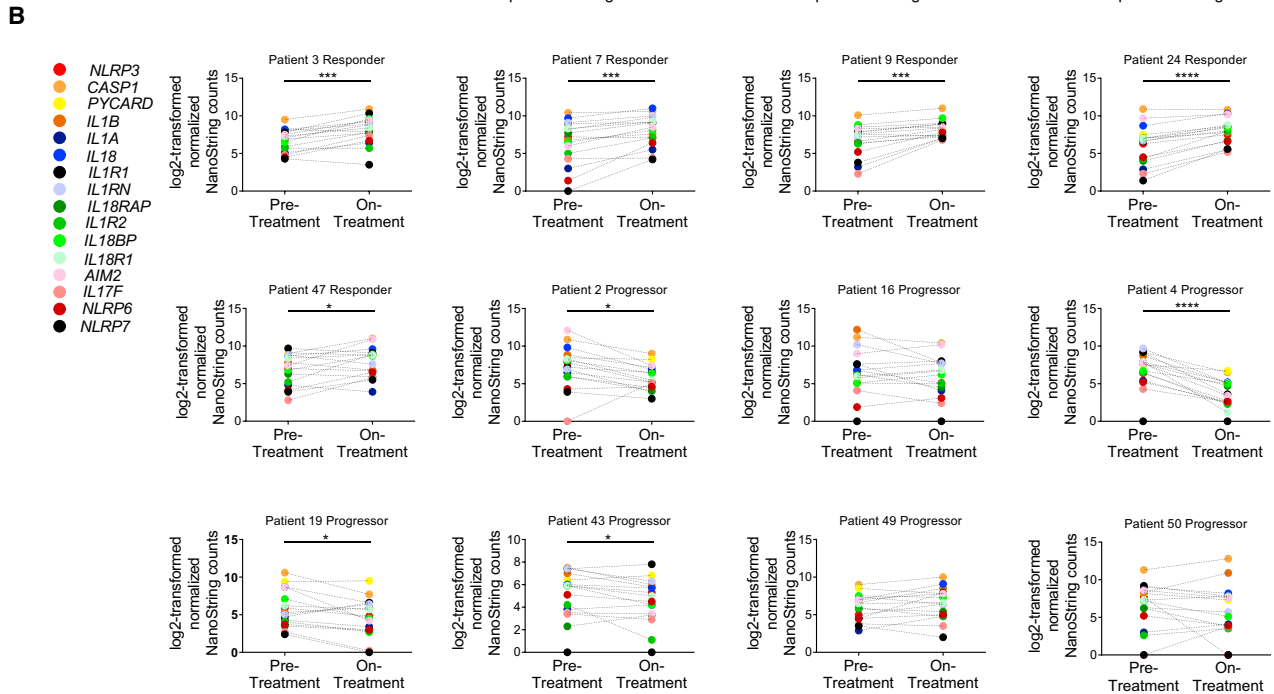 B
NLRP3
CASP1
PYCARD
IL1B
IL1A
IL18
IL1R1
IL1RN
IL18RAP
IL1R2
IL18BP
IL18R1
AIM2
IL17F
NLRP6
NLRP7
Patient 3 Responder
***
log2-transformed
normalized
NanoString counts
15
10
5
0
Pre-
Treatment
On-
Treatment
Patient 7 Responder
***
log2-transformed
normalized
NanoString counts
15
10
5
0
Pre-
Treatment
On-
Treatment
Patient 9 Responder
***
log2-transformed
normalized
NanoString counts
15
10
5
0
Pre-
Treatment
On-
Treatment
Patient 24 Responder
****
log2-transformed
normalized
NanoString counts
15
10
5
0
Pre-
Treatment
On-
Treatment
Patient 47 Responder
*
log2-transformed
normalized
NanoString counts
15
10
5
0
Pre-
Treatment
On-
Treatment
Patient 2 Progressor
*
log2-transformed
normalized
NanoString counts
15
10
5
0
Pre-
Treatment
On-
Treatment
Patient 16 Progressor
log2-transformed
normalized
NanoString counts
15
10
5
0
Pre-
Treatment
On-
Treatment
Patient 4 Progressor
****
log2-transformed
normalized
NanoString counts
15
10
5
0
Pre-
Treatment
On-
Treatment
Patient 19 Progressor
*
log2-transformed
normalized
NanoString counts
15
10
5
0
Pre-
Treatment
On-
Treatment
Patient 43 Progressor
*
log2-transformed
normalized
NanoString counts
10
8
6
4
2
0
Pre-
Treatment
On-
Treatment
Patient 49 Progressor
log2-transformed
normalized
NanoString counts
15
10
5
0
Pre-
Treatment
On-
Treatment
Patient 50 Progressor
log2-transformed
normalized
NanoString counts
15
10
5
0
Pre-
Treatment
On-
Treatment